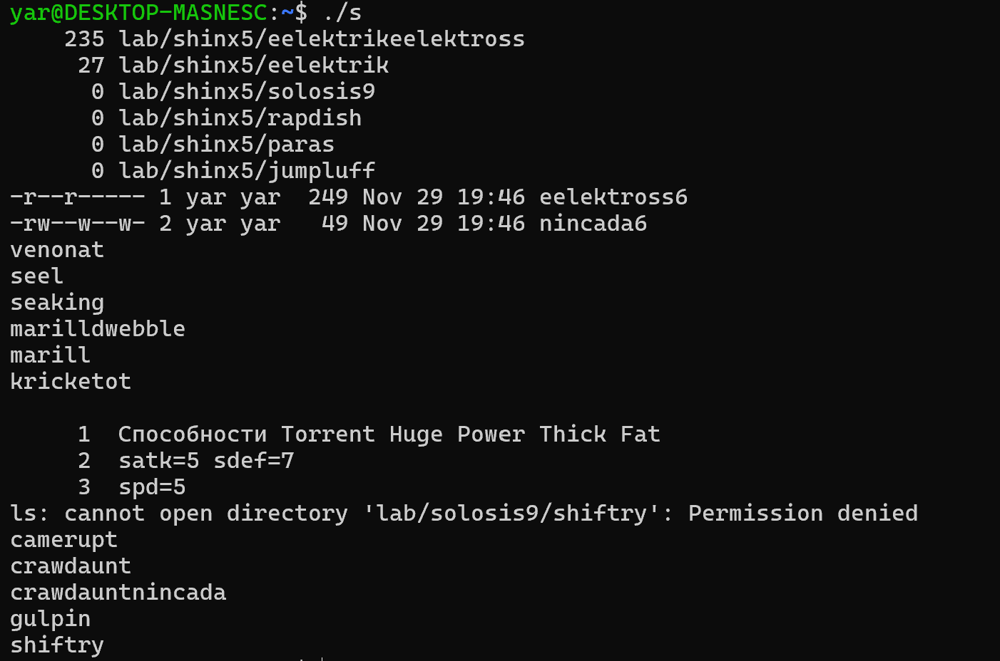 yar@DESKTOP-MASNESC:~$ ./s
235 lab/shinx5/eelektrikeelektross
27 lab/shinx5/eelektrik
0 lab/shinx5/solosis9
0 lab/shinx5/rapdish
0 lab/shinx5/paras
0 lab/shinx5/jumpluff
-r--r----- 1 yar yar  249 Nov 29 19:46 eelektross6
-rw--w--w- 2 yar yar   49 Nov 29 19:46 nincada6
venonat
seel
seaking
marilldwebble
marill
kricketot
1  Способности Torrent Huge Power Thick Fat
2  satk=5 sdef=7
3  spd=5
ls: cannot open directory 'lab/solosis9/shiftry': Permission denied
camerupt
crawdaunt
crawdauntnincada
gulpin
shiftry